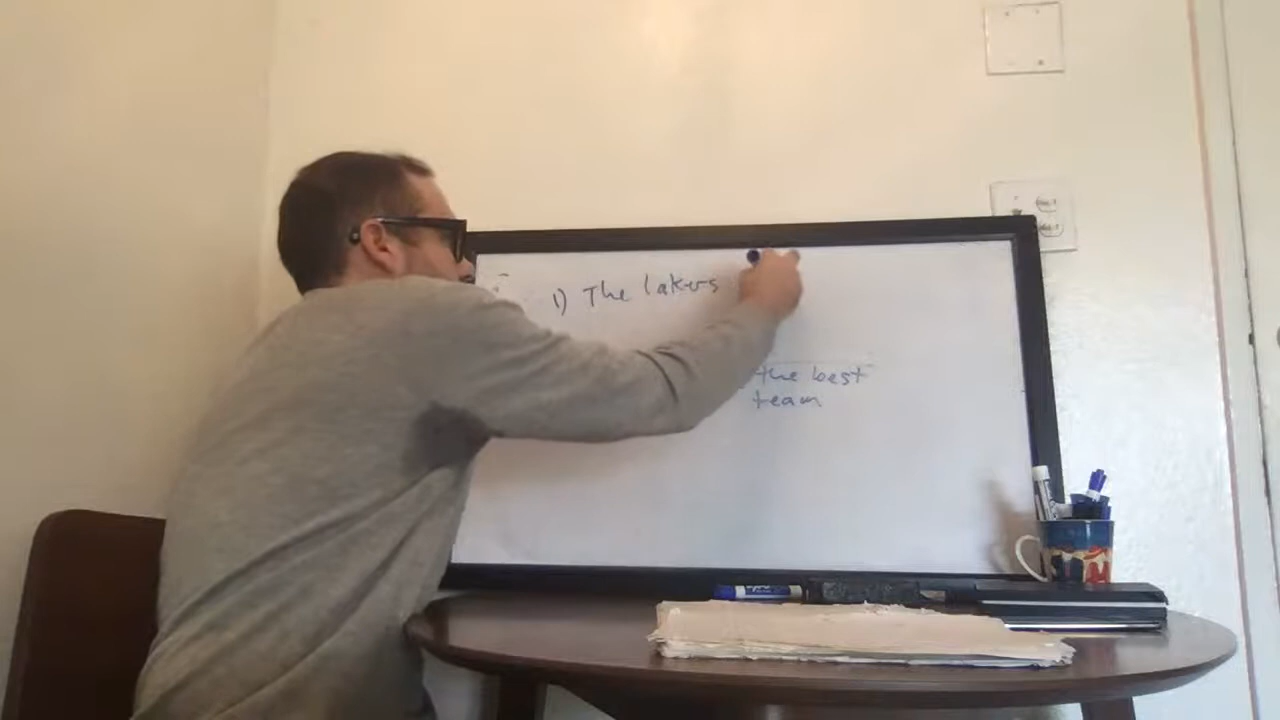 1) The lakers
the best
team